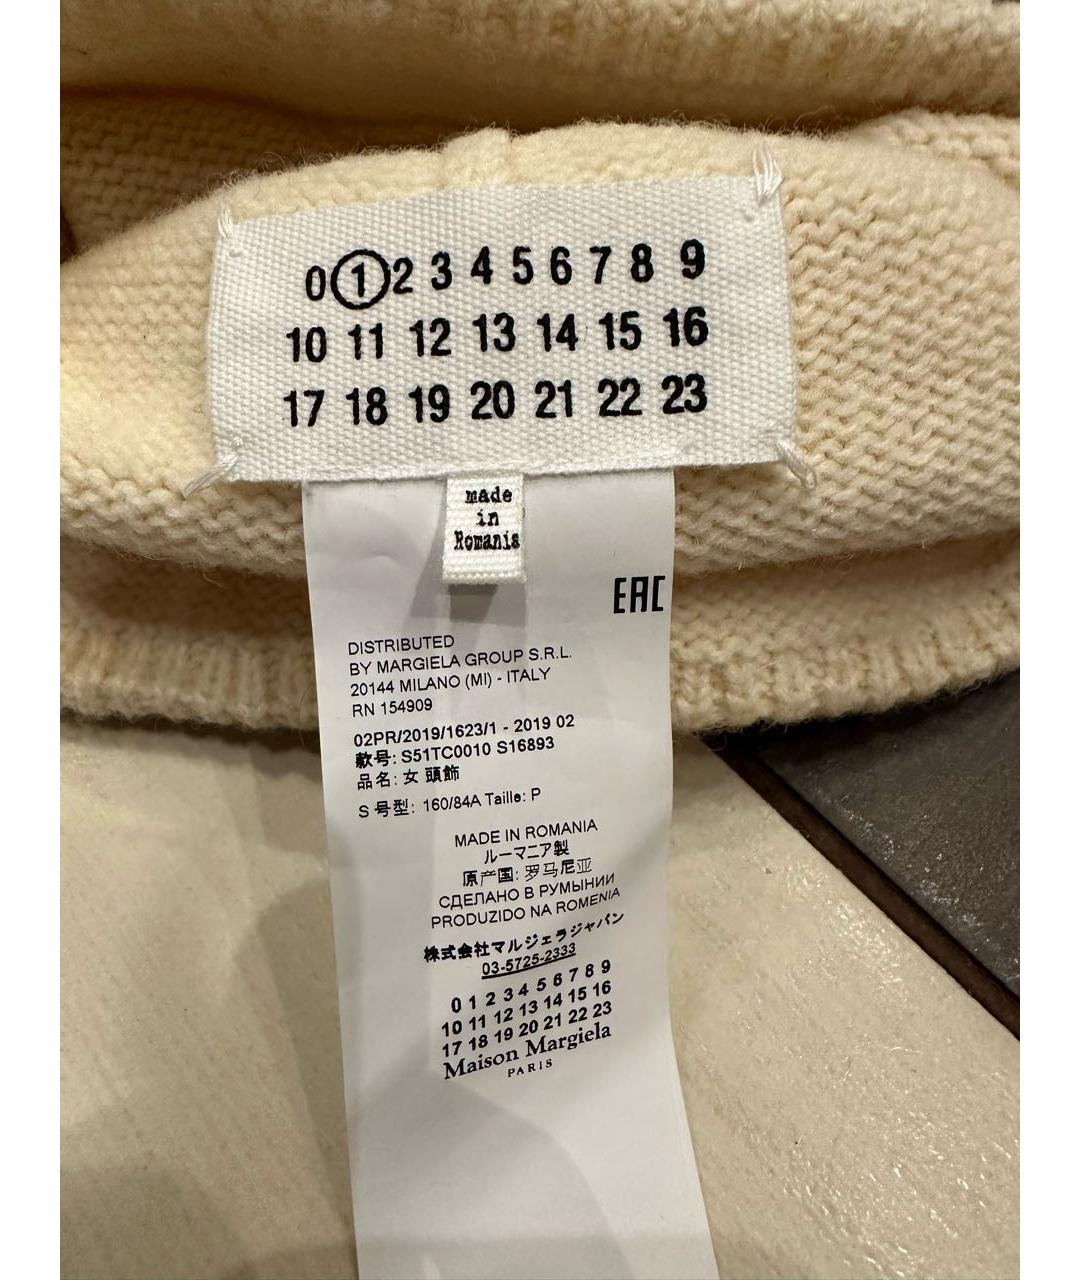 0 1 2 3 4 5 6 7 8 9
10 11 12 13 14 15 16
17 18 19 20 21 22 23
made
in
Romania
EAC
DISTRIBUTED
BY MARGIELA GROUP S.R.L.
20144 MILANO (MI) - ITALY
RN 154909
02PR/2019/1623/1 - 2019 02
款号: S51TC0010 S16893
品名: 女 頭飾
S 号型: 160/84A Taille: P
MADE IN ROMANIA
ルーマニア製
原产国: 罗马尼亚
СДЕЛАНО В РУМЫНИИ
PRODUZIDO NA ROMENIA
株式会社マルジェラジャパン
03-5725-2333
0 1 2 3 4 5 6 7 8 9
10 11 12 13 14 15 16
17 18 19 20 21 22 23
Maison Margiela
PARIS